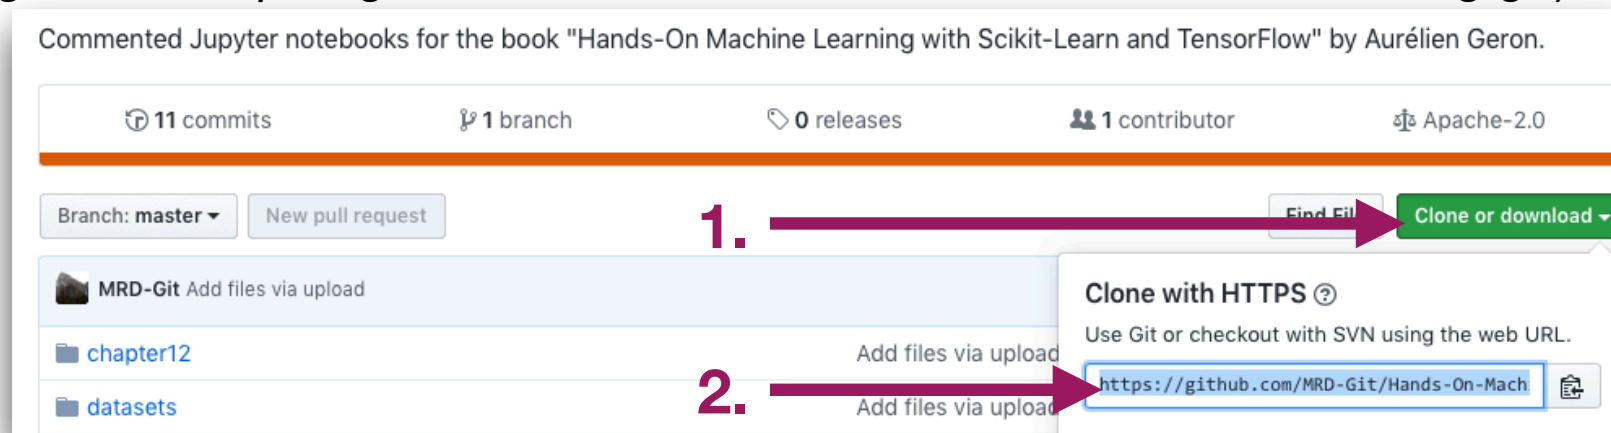 Commented Jupyter notebooks for the book "Hands-On Machine Learning with Scikit-Learn and TensorFlow" by Aurélien Geron.
11 commits 1 branch 0 releases 1 contributor Apache-2.0
Branch: master New pull request 1. Find File Clone or download
MRD-Git Add files via upload
Clone with HTTPS
Use Git or checkout with SVN using the web URL.
chapter12 Add files via upload
2. https://github.com/MRD-Git/Hands-On-Mach
datasets Add files via upload